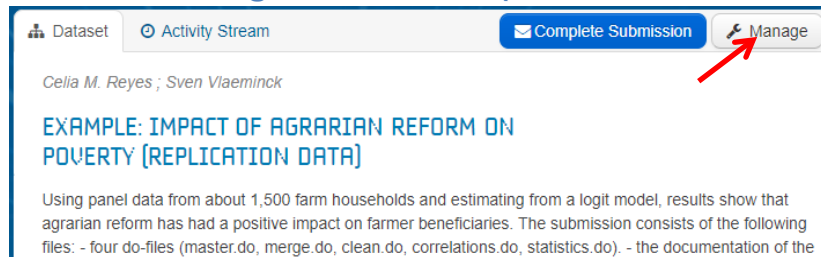 Dataset Activity Stream Complete Submission Manage
Celia M. Reyes ; Sven Vlaeminck
EXAMPLE: IMPACT OF AGRARIAN REFORM ON
POVERTY (REPLICATION DATA)
Using panel data from about 1,500 farm households and estimating from a logit model, results show that
agrarian reform has had a positive impact on farmer beneficiaries. The submission consists of the following
files: - four do-files (master.do, merge.do, clean.do, correlations.do, statistics.do). - the documentation of the